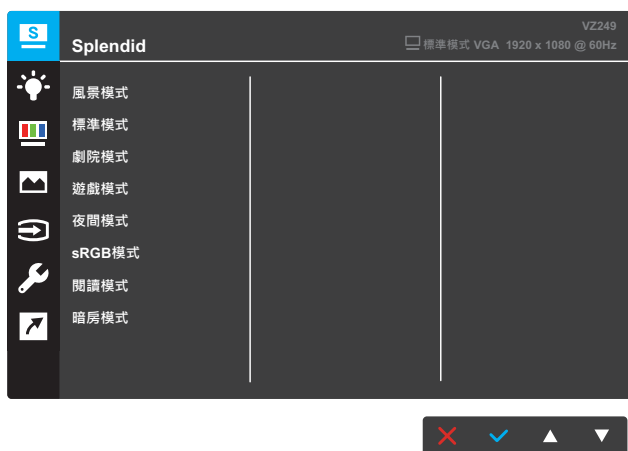 S
VZ249
Splendid
標準模式 VGA 1920 x 1080 @ 60Hz
風景模式
標準模式
劇院模式
遊戲模式
夜間模式
sRGB模式
閱讀模式
暗房模式